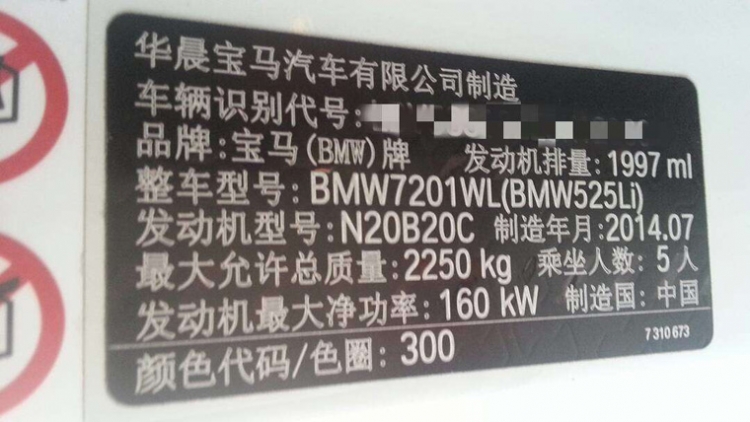 华晨宝马汽车有限公司制造
车辆识别代号:
品牌:宝马(BMW)牌 发动机排量:1997 ml
整车型号:BMW7201WL(BMW525Li)
发动机型号:N20B20C 制造年月:2014.07
最大允许总质量:2250 kg 乘坐人数:5人
发动机最大净功率:160 kW 制造国:中国
7 310 673
颜色代码/色圈:300